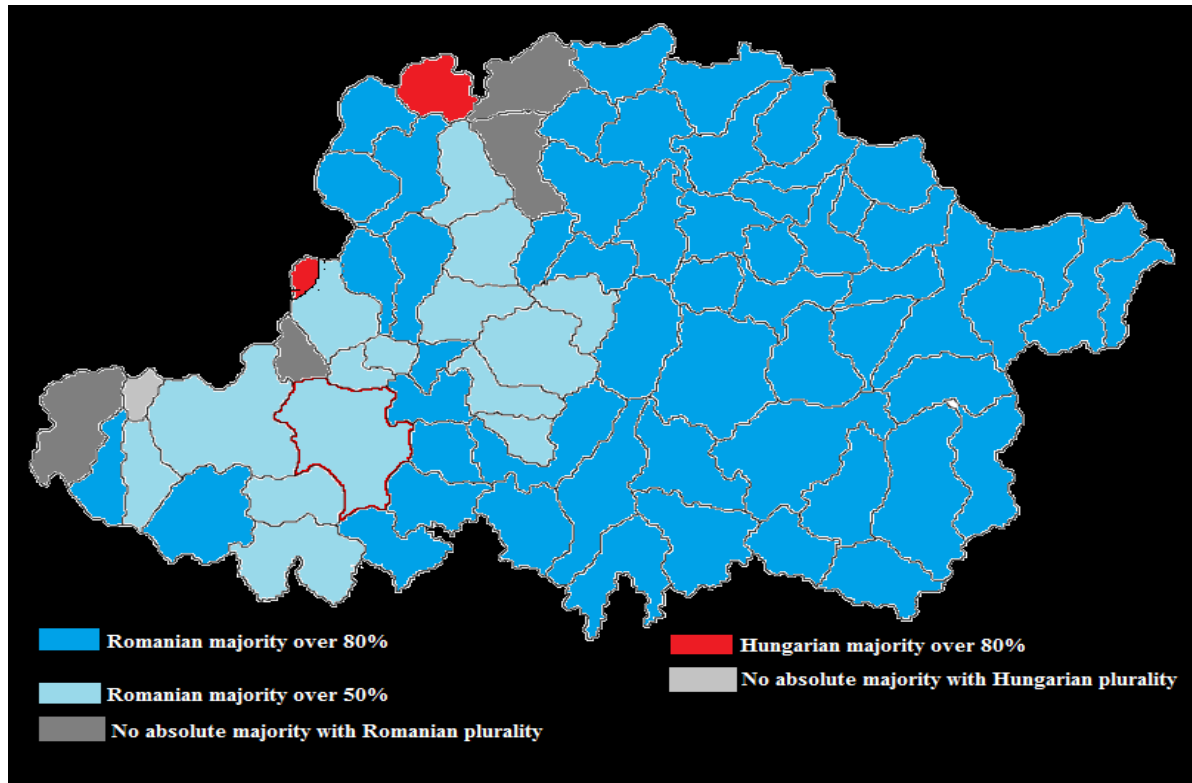 Romanian majority over 80%
Romanian majority over 50%
No absolute majority with Romanian plurality
Hungarian majority over 80%
No absolute majority with Hungarian plurality